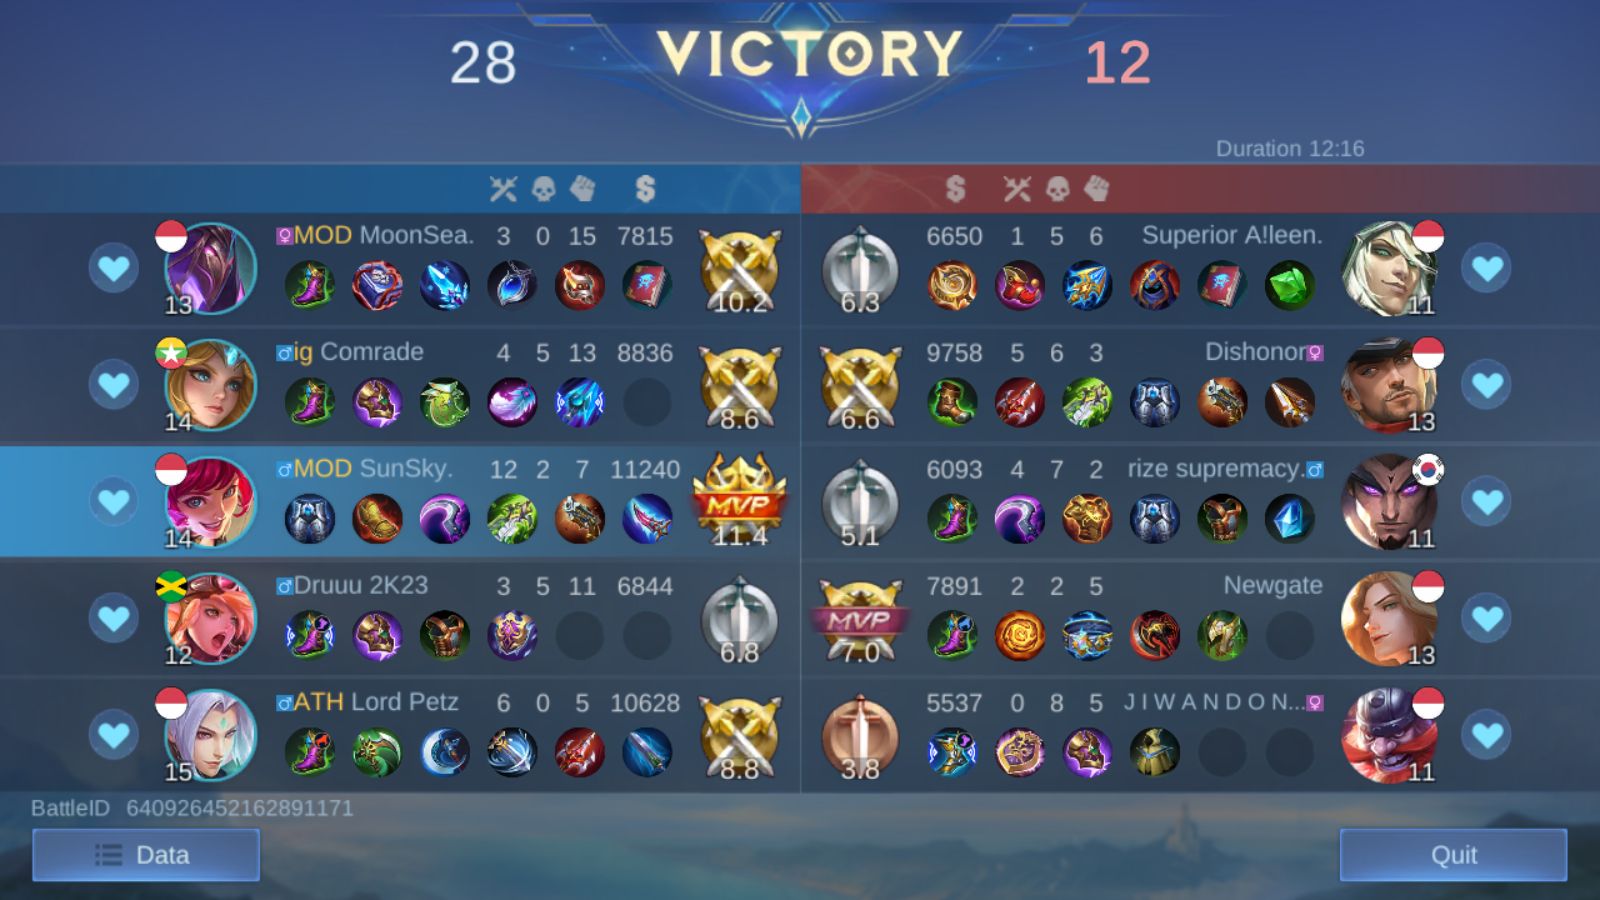 28 VICTORY 12
Duration 12:16
MOD MoonSea. 3 0 15 7815
13 10.2
6650 1 5 6 Superior A!leen.
6.3 11
ig Comrade 4 5 13 8836
14 8.6
9758 5 6 3 Dishonor
6.6 13
MOD SunSky. 12 2 7 11240
MVP
14 11.4
6093 4 7 2 rize supremacy.
5.1 11
Druuu 2K23 3 5 11 6844
12 6.8
7891 2 2 5 Newgate
MVP
7.0 13
ATH Lord Petz 6 0 5 10628
15 8.8
5537 0 8 5 J I W A N D O N...
3.8 11
BattleID 640926452162891171
Data
Quit